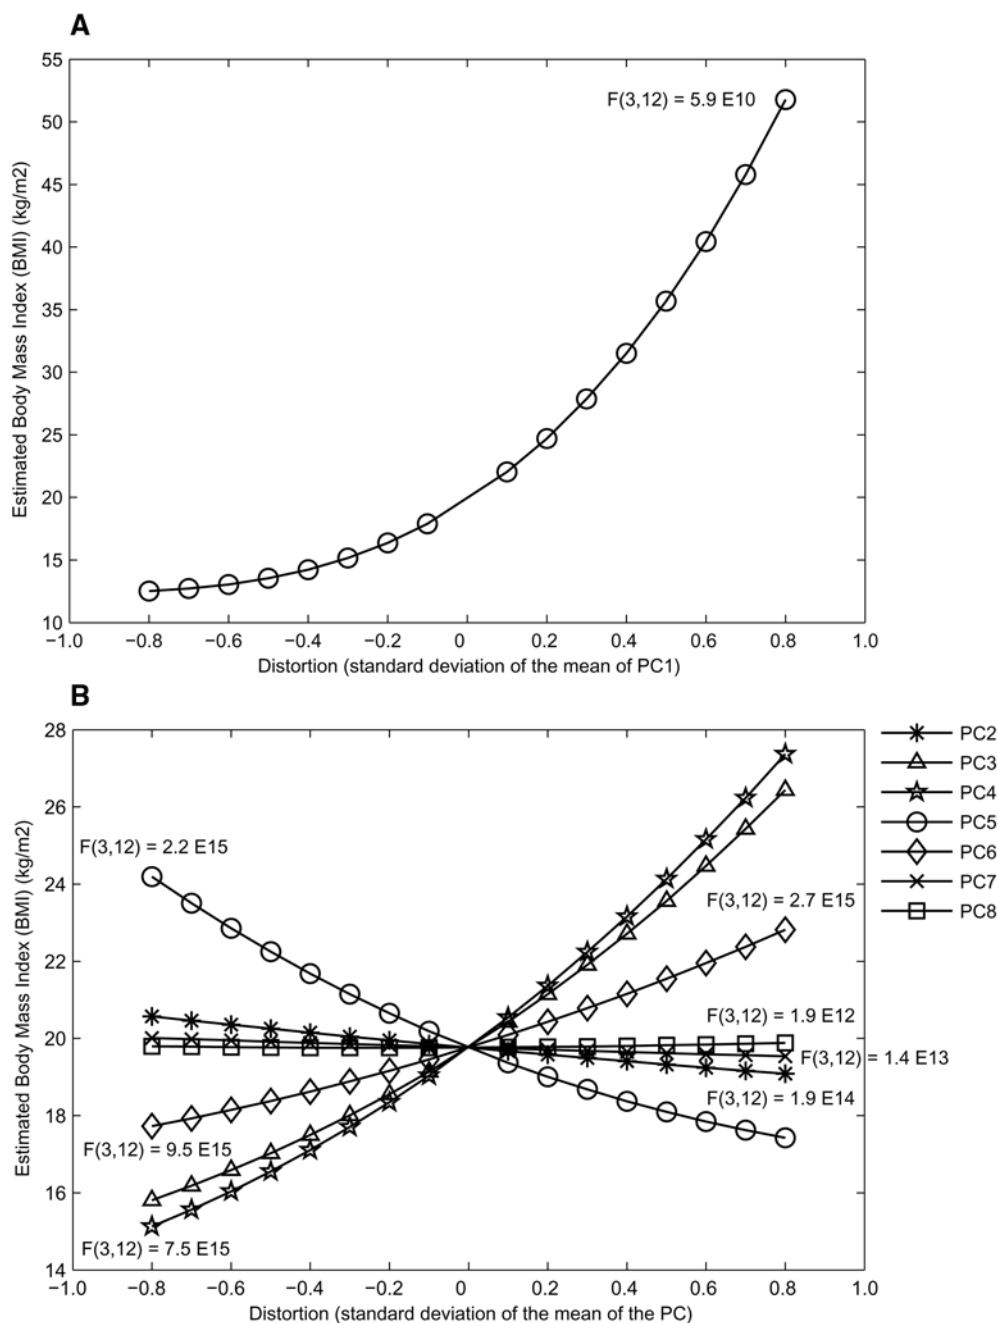 A
55
50
45
40
35
30
25
20
15
10
Estimated Body Mass Index (BMI) (kg/m2)
F(3,12) = 5.9 E10
−1.0 −0.8 −0.6 −0.4 −0.2 0 0.2 0.4 0.6 0.8 1.0
Distortion (standard deviation of the mean of PC1)
B
28
26
24
22
20
18
16
14
Estimated Body Mass Index (BMI) (kg/m2)
F(3,12) = 2.2 E15
F(3,12) = 2.7 E15
F(3,12) = 1.9 E12
F(3,12) = 1.4 E13
F(3,12) = 1.9 E14
F(3,12) = 9.5 E15
F(3,12) = 7.5 E15
−1.0 −0.8 −0.6 −0.4 −0.2 0 0.2 0.4 0.6 0.8 1.0
Distortion (standard deviation of the mean of the PC)
PC2
PC3
PC4
PC5
PC6
PC7
PC8